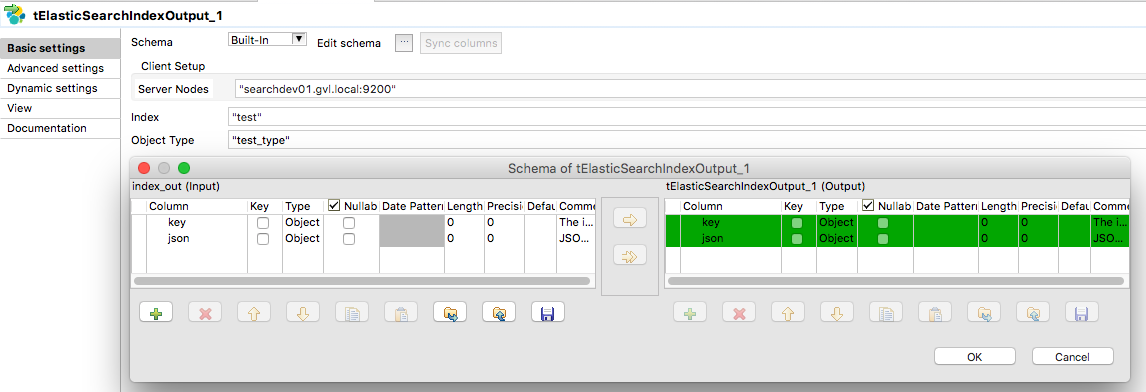 tElasticSearchIndexOutput_1
Basic settings
Advanced settings
Dynamic settings
View
Documentation
Schema Built-In Edit schema ... Sync columns
Client Setup
Server Nodes "searchdev01.gvl.local:9200"
Index "test"
Object Type "test_type"
Schema of tElasticSearchIndexOutput_1
index_out (Input)
Column Key Type Nullab Date Pattern Length Precisio Defau Comme
key Object 0 0 The i...
json Object 0 0 JSO...
tElasticSearchIndexOutput_1 (Output)
Column Key Type Nullab Date Pattern Length Precisio Defau Comme
key Object 0 0 The i...
json Object 0 0 JSO...
OK Cancel